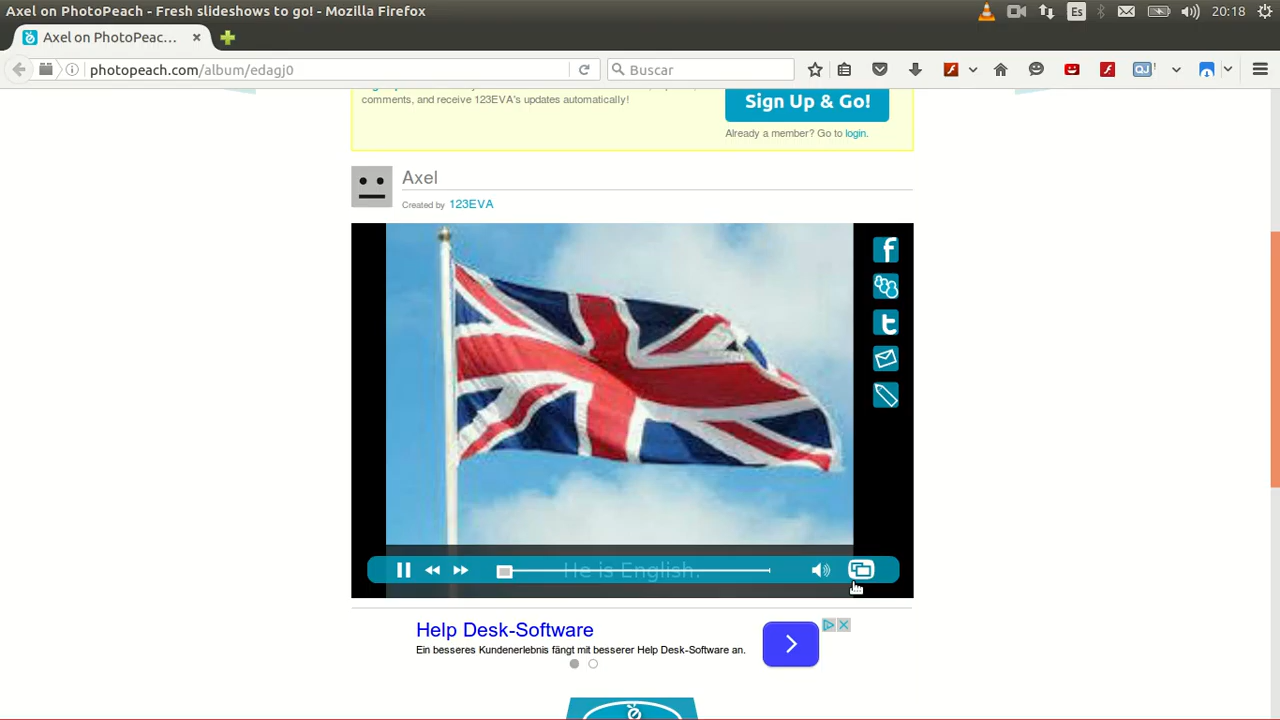 Axel on PhotoPeach - Fresh slideshows to go! - Mozilla Firefox
Es
20:18
Axel on PhotoPeac...
photopeach.com/album/edagj0
Buscar
comments, and receive 123EVA's updates automatically!
Sign Up & Go!
Already a member? Go to login.
Axel
Created by 123EVA
He is English.
Help Desk-Software
Ein besseres Kundenerlebnis fängt mit besserer Help Desk-Software an.